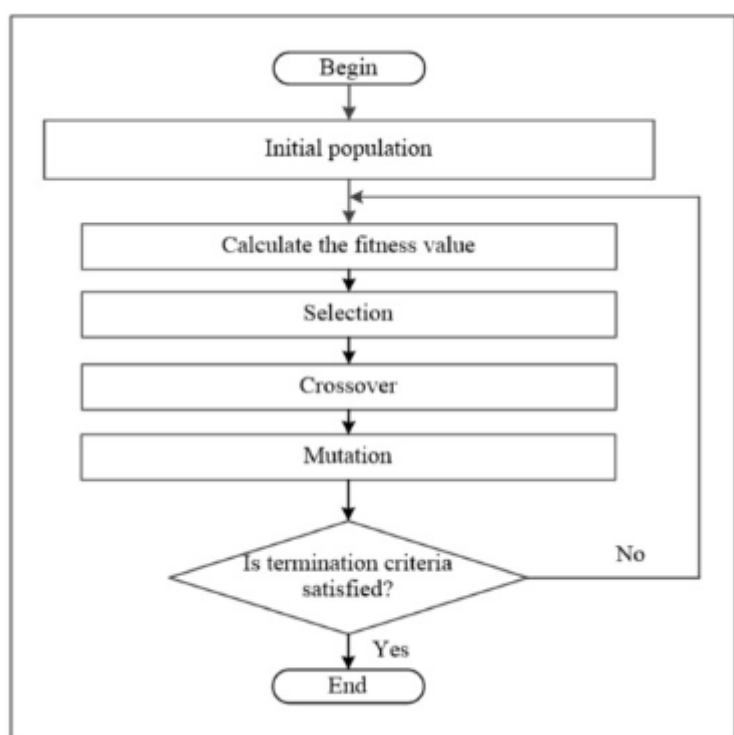 Begin
Initial population
Calculate the fitness value
Selection
Crossover
Mutation
Is termination criteria
satisfied?
No
Yes
End